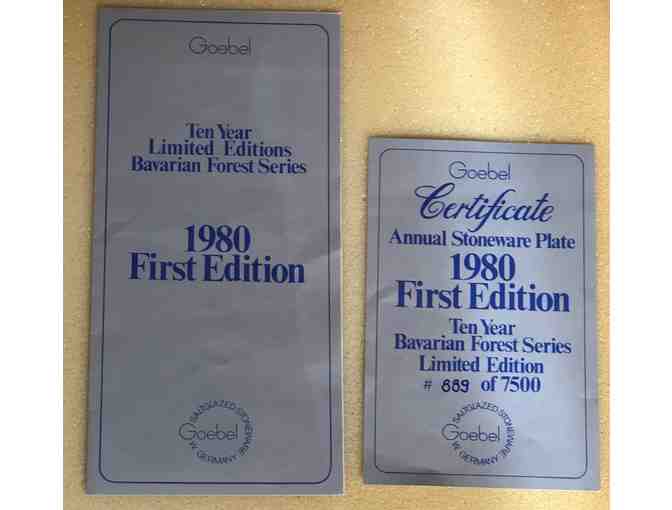 Goebel
Ten Year
Limited Editions
Bavarian Forest Series
1980
First Edition
SALTGLAZED STONEWARE
Goebel
W. GERMANY
Goebel
Certificate
Annual Stoneware Plate
1980
First Edition
Ten Year
Bavarian Forest Series
Limited Edition
# 889 of 7500
SALTGLAZED STONEWARE
Goebel
W. GERMANY